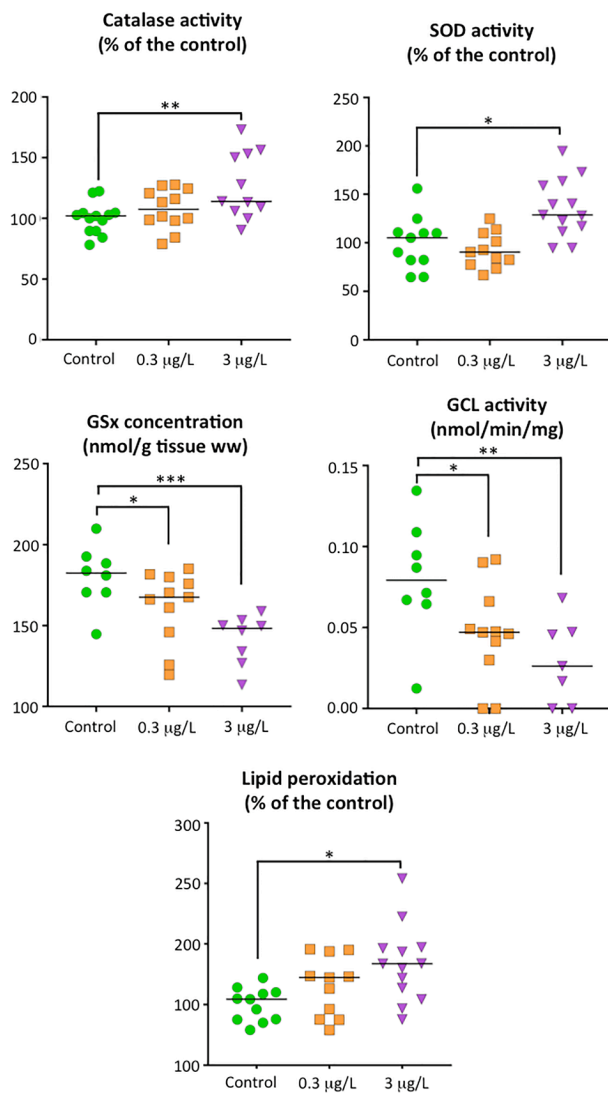 Catalase activity
(% of the control)
200
150
100
50
0
**
Control 0.3 µg/L 3 µg/L
SOD activity
(% of the control)
250
200
150
100
50
0
*
Control 0.3 µg/L 3 µg/L
GSx concentration
(nmol/g tissue ww)
250
200
150
100
***
*
Control 0.3 µg/L 3 µg/L
GCL activity
(nmol/min/mg)
0.15
0.10
0.05
0.00
**
*
Control 0.3 µg/L 3 µg/L
Lipid peroxidation
(% of the control)
300
250
200
100
100
*
Control 0.3 µg/L 3 µg/L